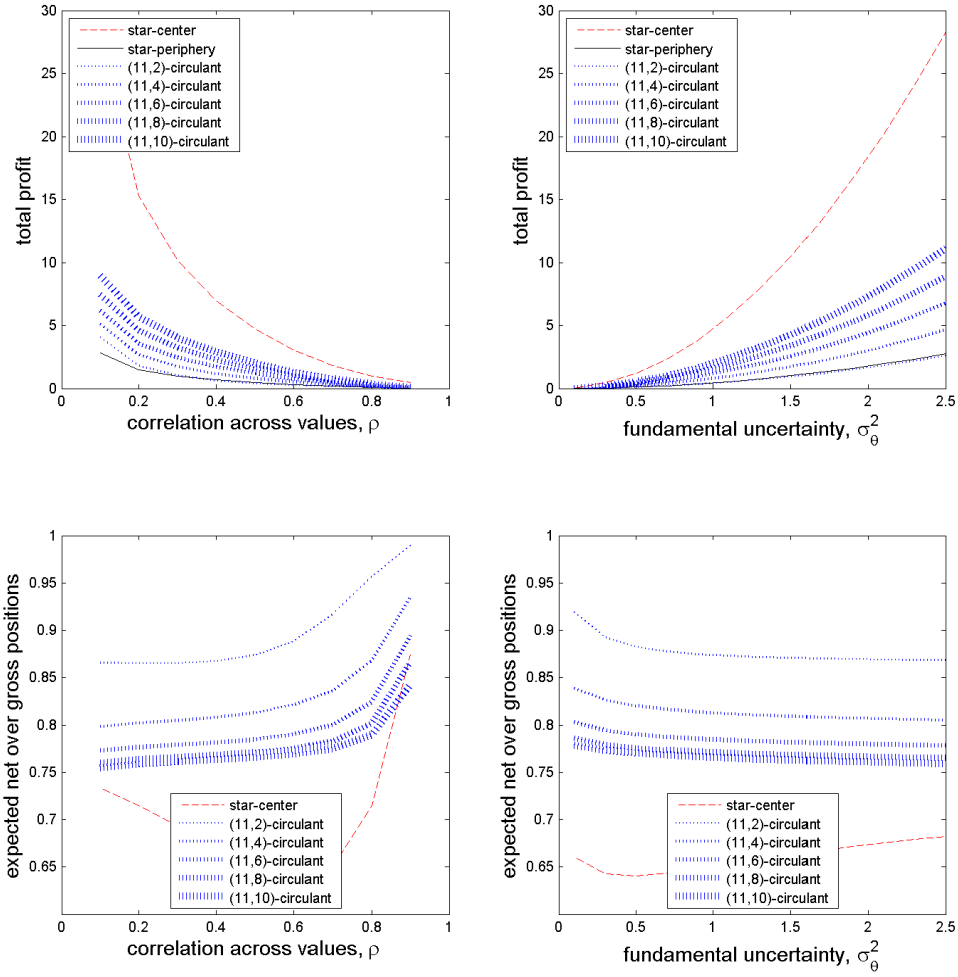 30
25
20
15
10
5
0
total profit
star-center
star-periphery
(11,2)-circulant
(11,4)-circulant
(11,6)-circulant
(11,8)-circulant
(11,10)-circulant
0 0.2 0.4 0.6 0.8 1
correlation across values, ρ
30
25
20
15
10
5
0
total profit
star-center
star-periphery
(11,2)-circulant
(11,4)-circulant
(11,6)-circulant
(11,8)-circulant
(11,10)-circulant
0 0.5 1 1.5 2 2.5
fundamental uncertainty, σ²_θ
1
0.95
0.9
0.85
0.8
0.75
0.7
0.65
expected net over gross positions
star-center
(11,2)-circulant
(11,4)-circulant
(11,6)-circulant
(11,8)-circulant
(11,10)-circulant
0 0.2 0.4 0.6 0.8 1
correlation across values, ρ
1
0.95
0.9
0.85
0.8
0.75
0.7
0.65
expected net over gross positions
star-center
(11,2)-circulant
(11,4)-circulant
(11,6)-circulant
(11,8)-circulant
(11,10)-circulant
0 0.5 1 1.5 2 2.5
fundamental uncertainty, σ²_θ